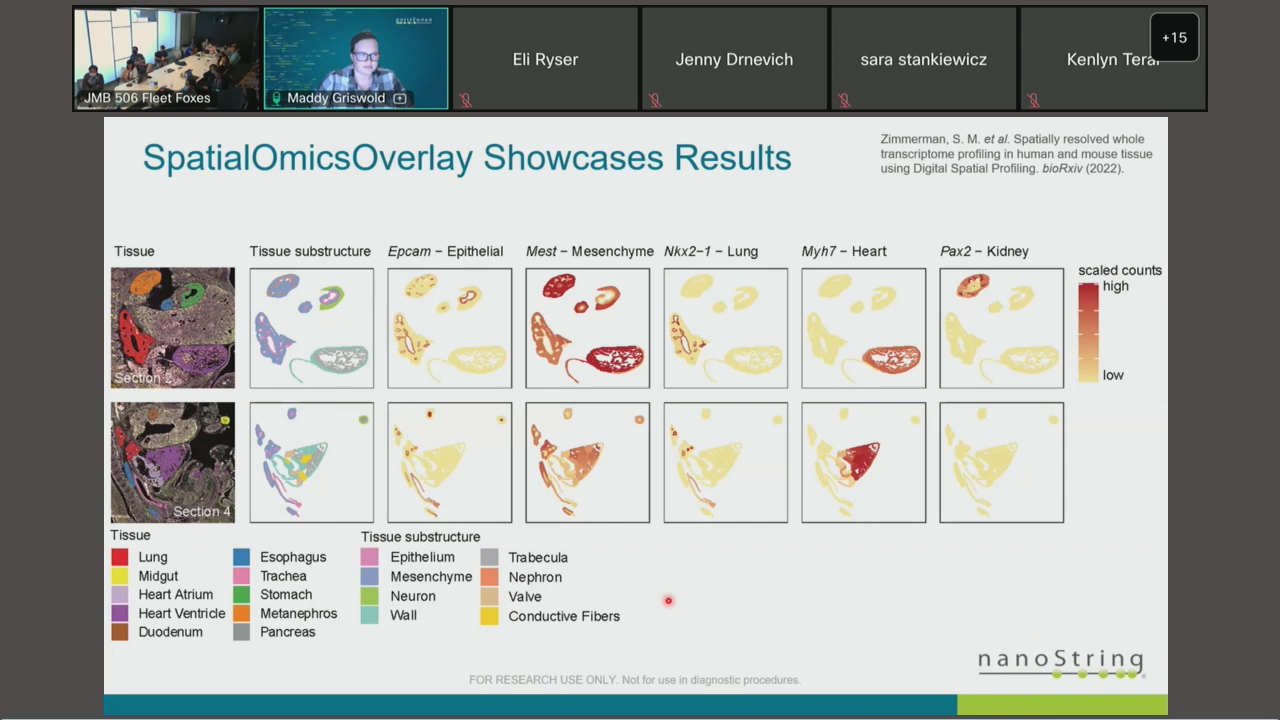 nanoString
+15
Eli Ryser
Jenny Drnevich
sara stankiewicz
Kenlyn Terai
JMB 506 Fleet Foxes
Maddy Griswold
SpatialOmicsOverlay Showcases Results
Zimmerman, S. M. et al. Spatially resolved whole
transcriptome profiling in human and mouse tissue
using Digital Spatial Profiling. bioRxiv (2022).
Tissue
Tissue substructure
Epcam – Epithelial
Mest – Mesenchyme
Nkx2–1 – Lung
Myh7 – Heart
Pax2 – Kidney
scaled counts
high
low
Section 2
Section 4
Tissue
Lung
Midgut
Heart Atrium
Heart Ventricle
Duodenum
Esophagus
Trachea
Stomach
Metanephros
Pancreas
Tissue substructure
Epithelium
Mesenchyme
Neuron
Wall
Trabecula
Nephron
Valve
Conductive Fibers
nanoString
FOR RESEARCH USE ONLY. Not for use in diagnostic procedures.